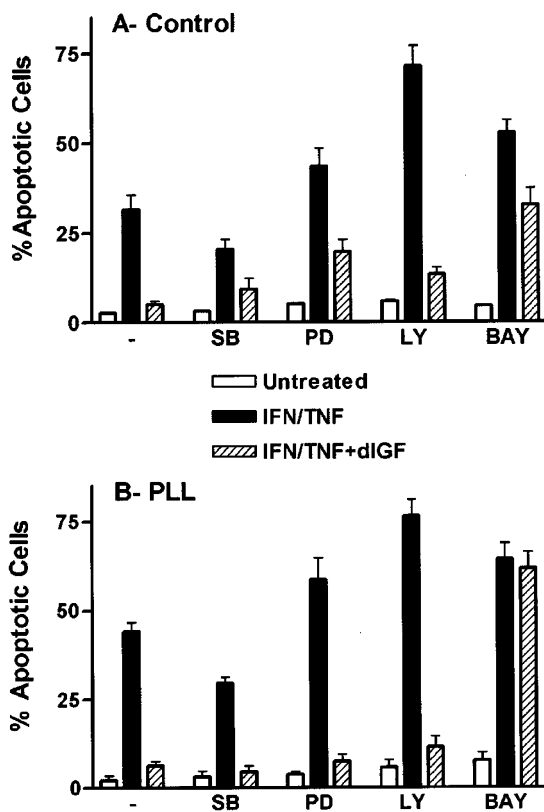 A- Control
% Apoptotic Cells
75
50
25
0
- SB PD LY BAY
Untreated
IFN/TNF
IFN/TNF+dIGF
B- PLL
% Apoptotic Cells
75
50
25
0
- SB PD LY BAY